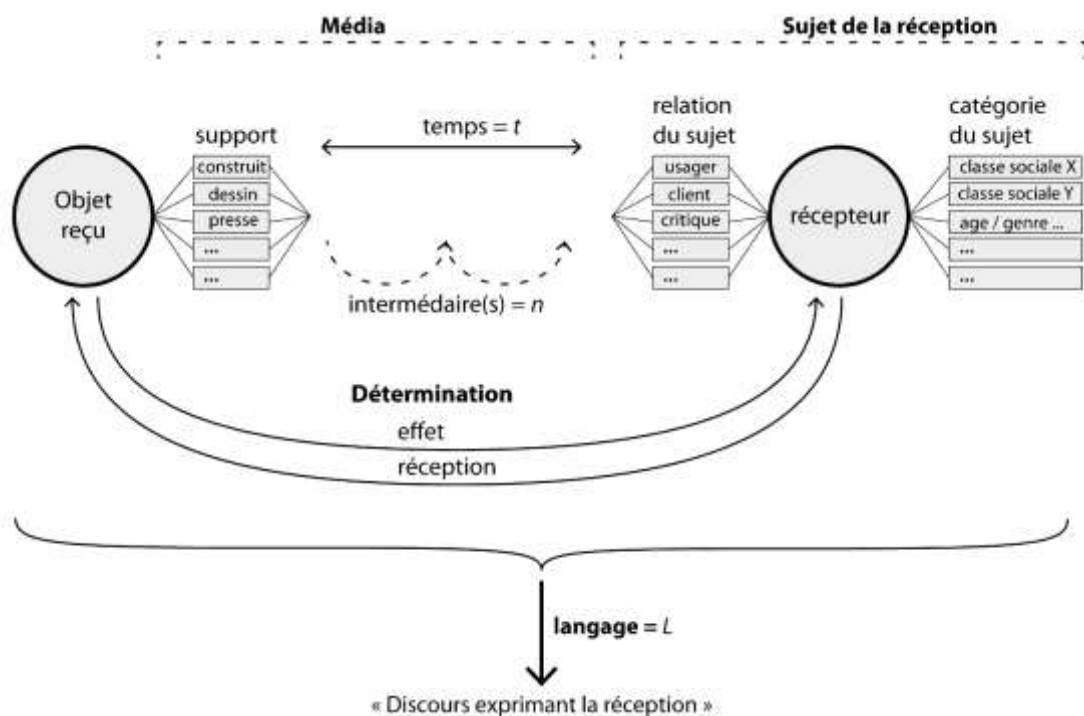 Média
Sujet de la réception
support
temps = t
relation
du sujet
catégorie
du sujet
Objet
reçu
construit
dessin
presse
...
...
intermédaire(s) = n
usager
client
critique
...
...
récepteur
classe sociale X
classe sociale Y
age / genre ...
...
...
Détermination
effet
réception
langage = L
« Discours exprimant la réception »